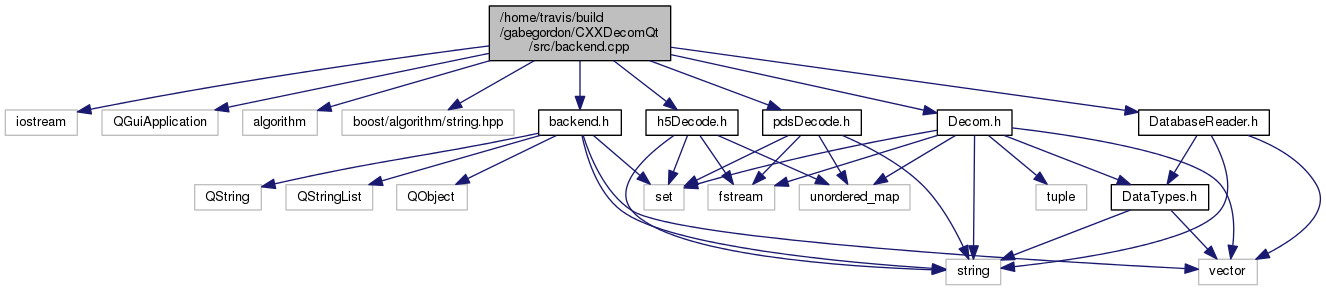 /home/travis/build
/gabegordon/CXXDecomQt
/src/backend.cpp
iostream
QGuiApplication
algorithm
boost/algorithm/string.hpp
backend.h
h5Decode.h
pdsDecode.h
Decom.h
DatabaseReader.h
QString
QStringList
QObject
set
fstream
unordered_map
tuple
DataTypes.h
string
vector